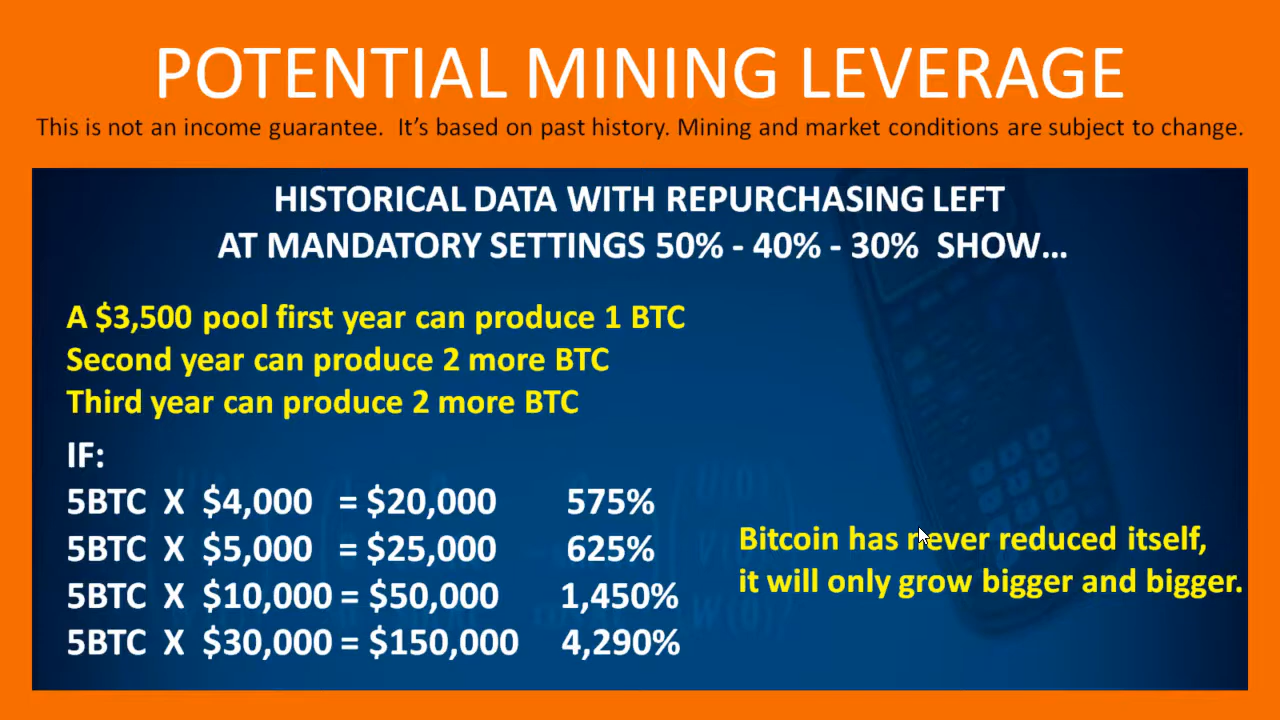 POTENTIAL MINING LEVERAGE
This is not an income guarantee. It's based on past history. Mining and market conditions are subject to change.
HISTORICAL DATA WITH REPURCHASING LEFT
AT MANDATORY SETTINGS 50% - 40% - 30% SHOW...
A $3,500 pool first year can produce 1 BTC
Second year can produce 2 more BTC
Third year can produce 2 more BTC
IF:
5BTC X $4,000 = $20,000 575%
5BTC X $5,000 = $25,000 625%
5BTC X $10,000 = $50,000 1,450%
5BTC X $30,000 = $150,000 4,290%
Bitcoin has never reduced itself,
it will only grow bigger and bigger.